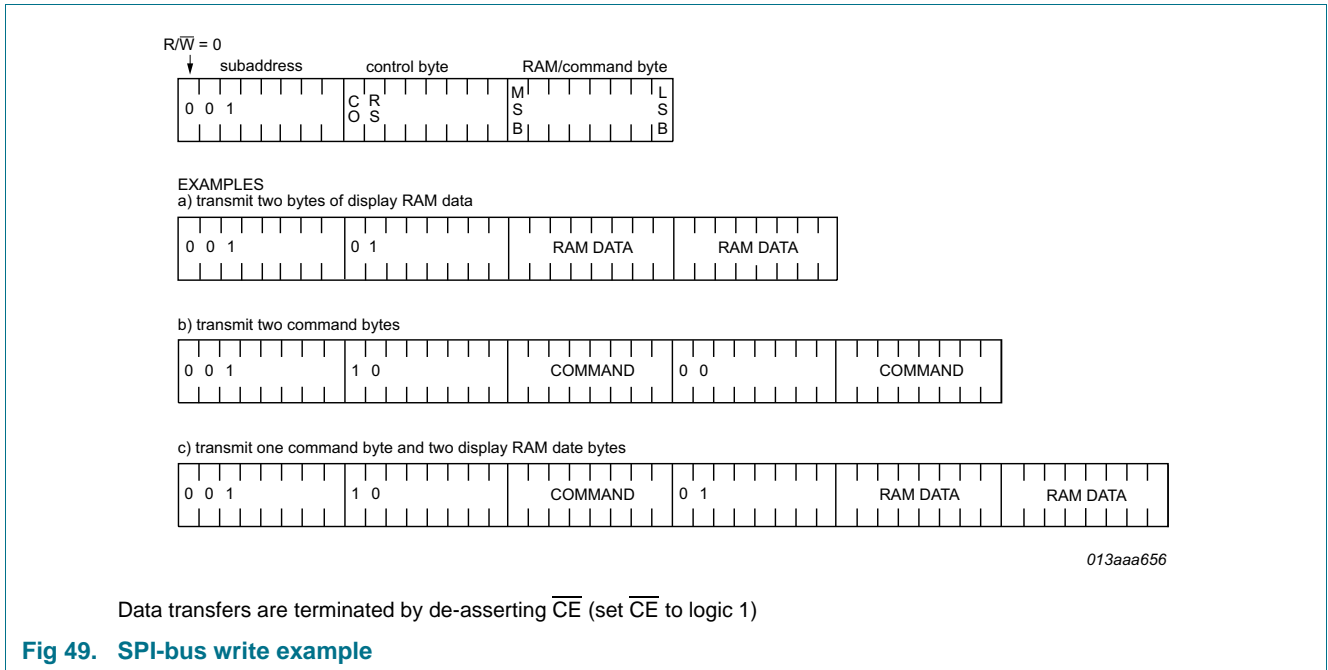 R/W̅ = 0
subaddress control byte RAM/command byte
0 0 1 CO RS MSB LSB
EXAMPLES
a) transmit two bytes of display RAM data
0 0 1 0 1 RAM DATA RAM DATA
b) transmit two command bytes
0 0 1 1 0 COMMAND 0 0 COMMAND
c) transmit one command byte and two display RAM date bytes
0 0 1 1 0 COMMAND 0 1 RAM DATA RAM DATA
013aaa656
Data transfers are terminated by de-asserting C̅E̅ (set C̅E̅ to logic 1)
Fig 49. SPI-bus write example